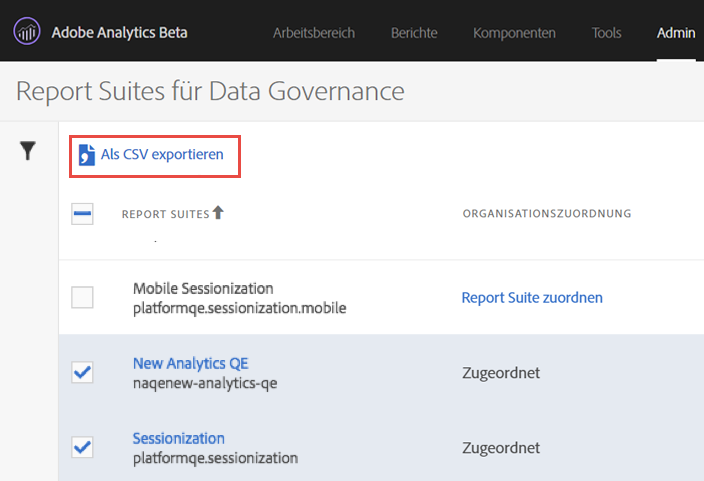 Adobe Analytics Beta
Arbeitsbereich Berichte Komponenten Tools Admin
Report Suites für Data Governance
Als CSV exportieren
REPORT SUITES ORGANISATIONSZUORDNUNG
Mobile Sessionization
platformqe.sessionization.mobile
Report Suite zuordnen
New Analytics QE
naqenew-analytics-qe
Zugeordnet
Sessionization
platformqe.sessionization
Zugeordnet